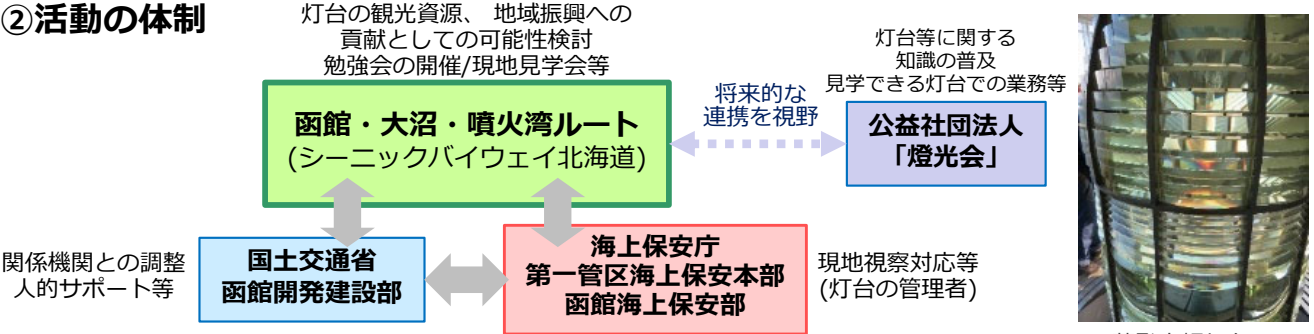 ②活動の体制
灯台の観光資源、 地域振興への
貢献としての可能性検討
勉強会の開催/現地見学会等
函館・大沼・噴火湾ルート
(シーニックバイウェイ北海道)
将来的な
連携を視野
灯台等に関する
知識の普及
見学できる灯台での業務等
公益社団法人
「燈光会」
関係機関との調整
人的サポート等
国土交通省
函館開発建設部
海上保安庁
第一管区海上保安本部
函館海上保安部
現地視察対応等
(灯台の管理者)